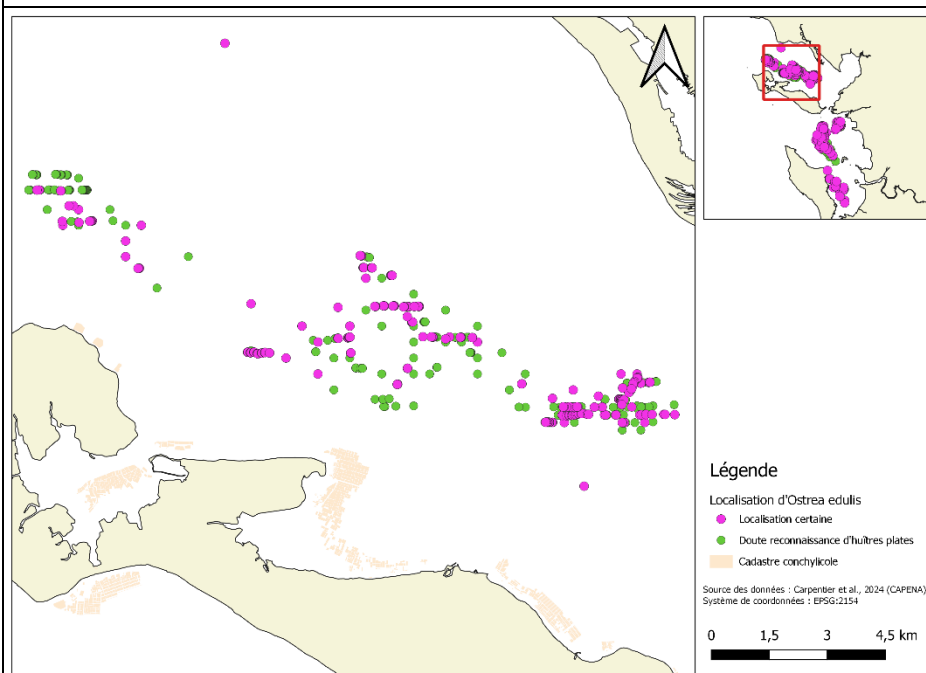 Légende
Localisation d'Ostrea edulis
Localisation certaine
Doute reconnaissance d'huîtres plates
Cadastre conchylicole
Source des données : Carpentier et al., 2024 (CAPENA)
Système de coordonnées : EPSG:2154
0 1,5 3 4,5 km